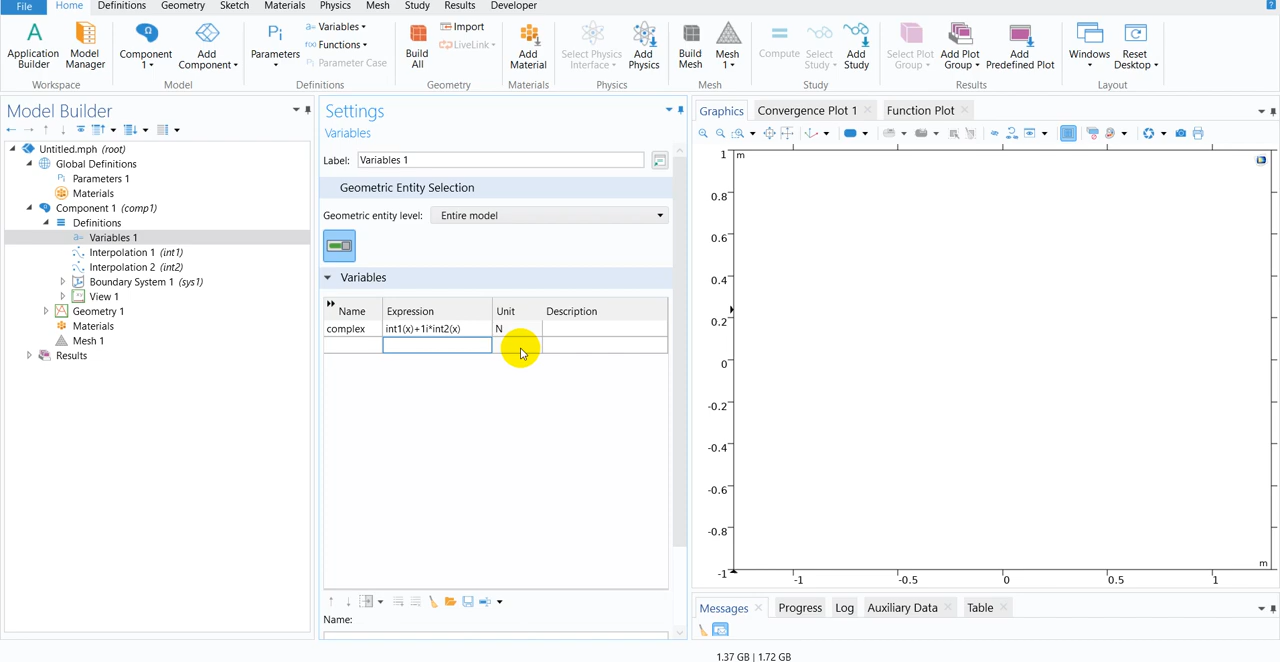 File Home Definitions Geometry Sketch Materials Physics Mesh Study Results Developer
Application Builder
Model Manager
Workspace
Component 1
Add Component
Model
Pi
Parameters
a= Variables
f(x) Functions
Pi Parameter Case
Definitions
Build All
Import
LiveLink
Geometry
Add Material
Materials
Select Physics Interface
Add Physics
Physics
Build Mesh
Mesh 1
Mesh
Compute
Select Study
Add Study
Study
Select Plot Group
Add Plot Group
Add Predefined Plot
Results
Windows
Reset Desktop
Layout
Model Builder
Untitled.mph (root)
Global Definitions
Pi Parameters 1
Materials
Component 1 (comp1)
Definitions
a= Variables 1
Interpolation 1 (int1)
Interpolation 2 (int2)
Boundary System 1 (sys1)
View 1
Geometry 1
Materials
Mesh 1
Results
Settings
Variables
Label: Variables 1
Geometric Entity Selection
Geometric entity level: Entire model
Variables
Name Expression Unit Description
complex int1(x)+1i*int2(x) N
Name:
Graphics Convergence Plot 1 Function Plot
1 m
0.8
0.6
0.4
0.2
0
-0.2
-0.4
-0.6
-0.8
-1 m
-1 -0.5 0 0.5 1
Messages Progress Log Auxiliary Data Table
1.37 GB | 1.72 GB